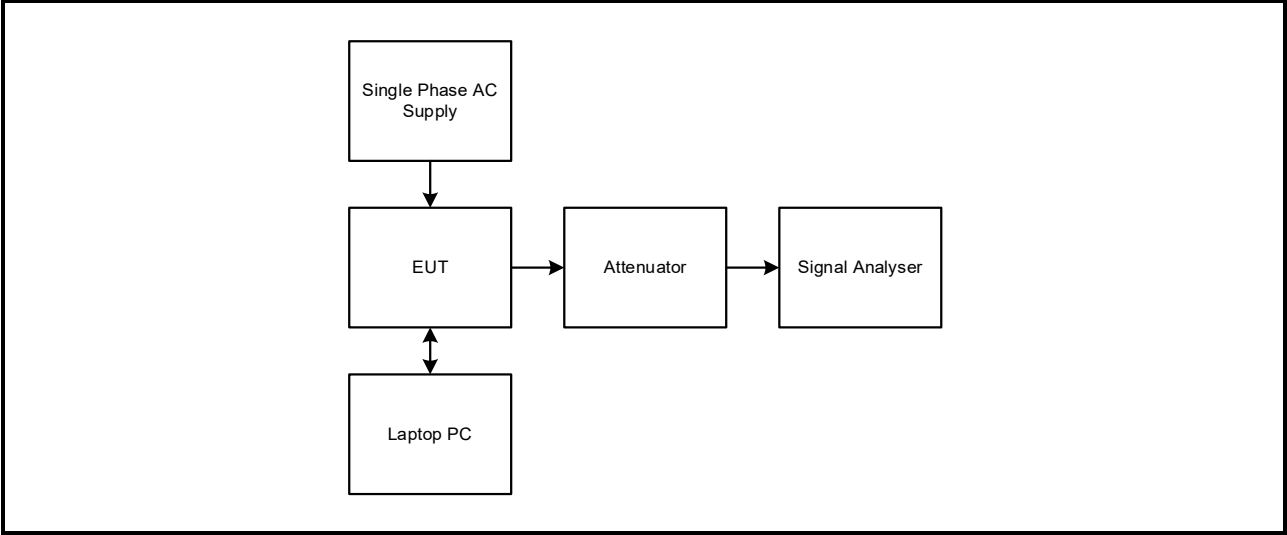 Single Phase AC
Supply
EUT
Attenuator
Signal Analyser
Laptop PC